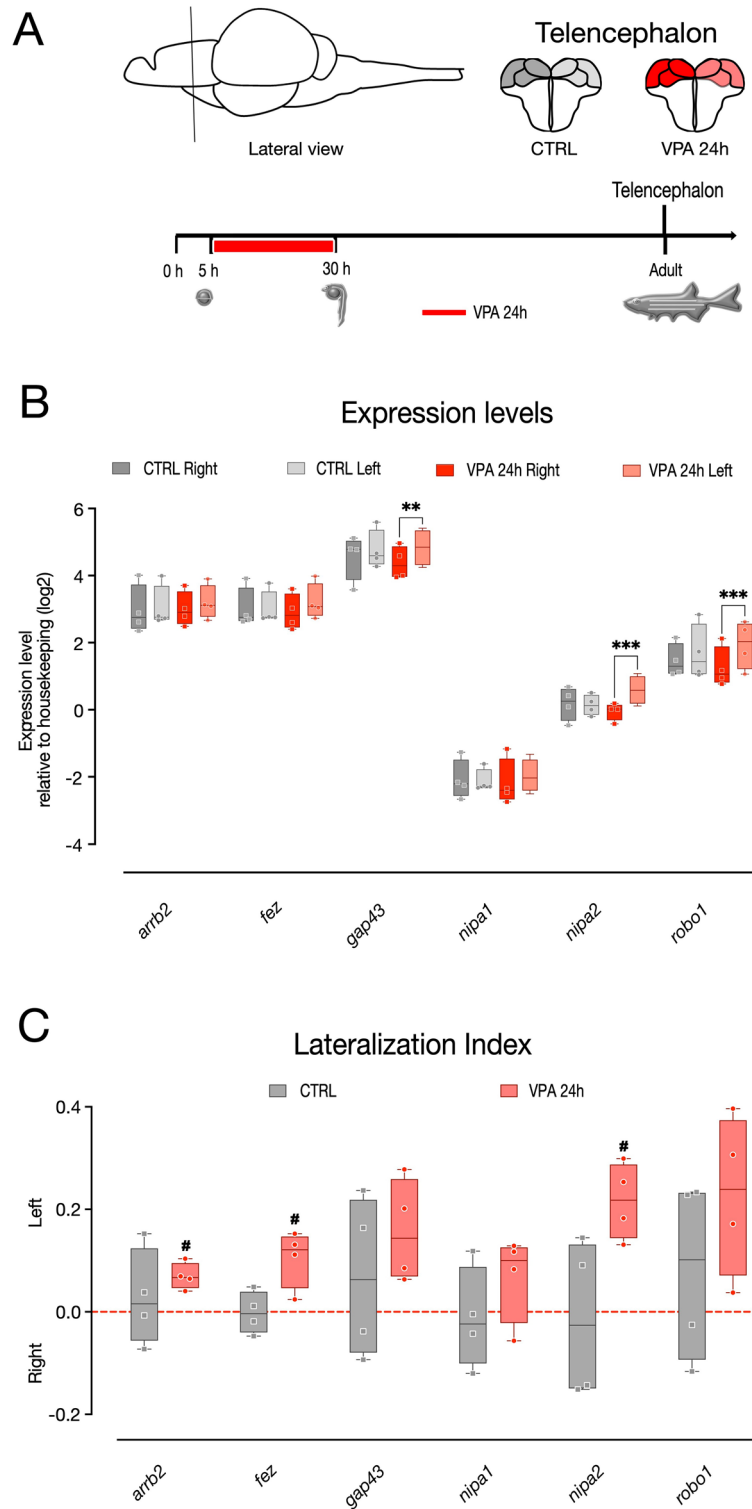 A
Telencephalon
Lateral view
CTRL
VPA 24h
Telencephalon
0 h
5 h
30 h
Adult
VPA 24h
B
Expression levels
CTRL Right
CTRL Left
VPA 24h Right
VPA 24h Left
Expression level
relative to housekeeping (log2)
6
4
2
0
-2
-4
**
***
***
arrb2
fez
gap43
nipa1
nipa2
robo1
C
Lateralization Index
CTRL
VPA 24h
Left
Right
0.4
0.2
0.0
-0.2
#
#
#
arrb2
fez
gap43
nipa1
nipa2
robo1